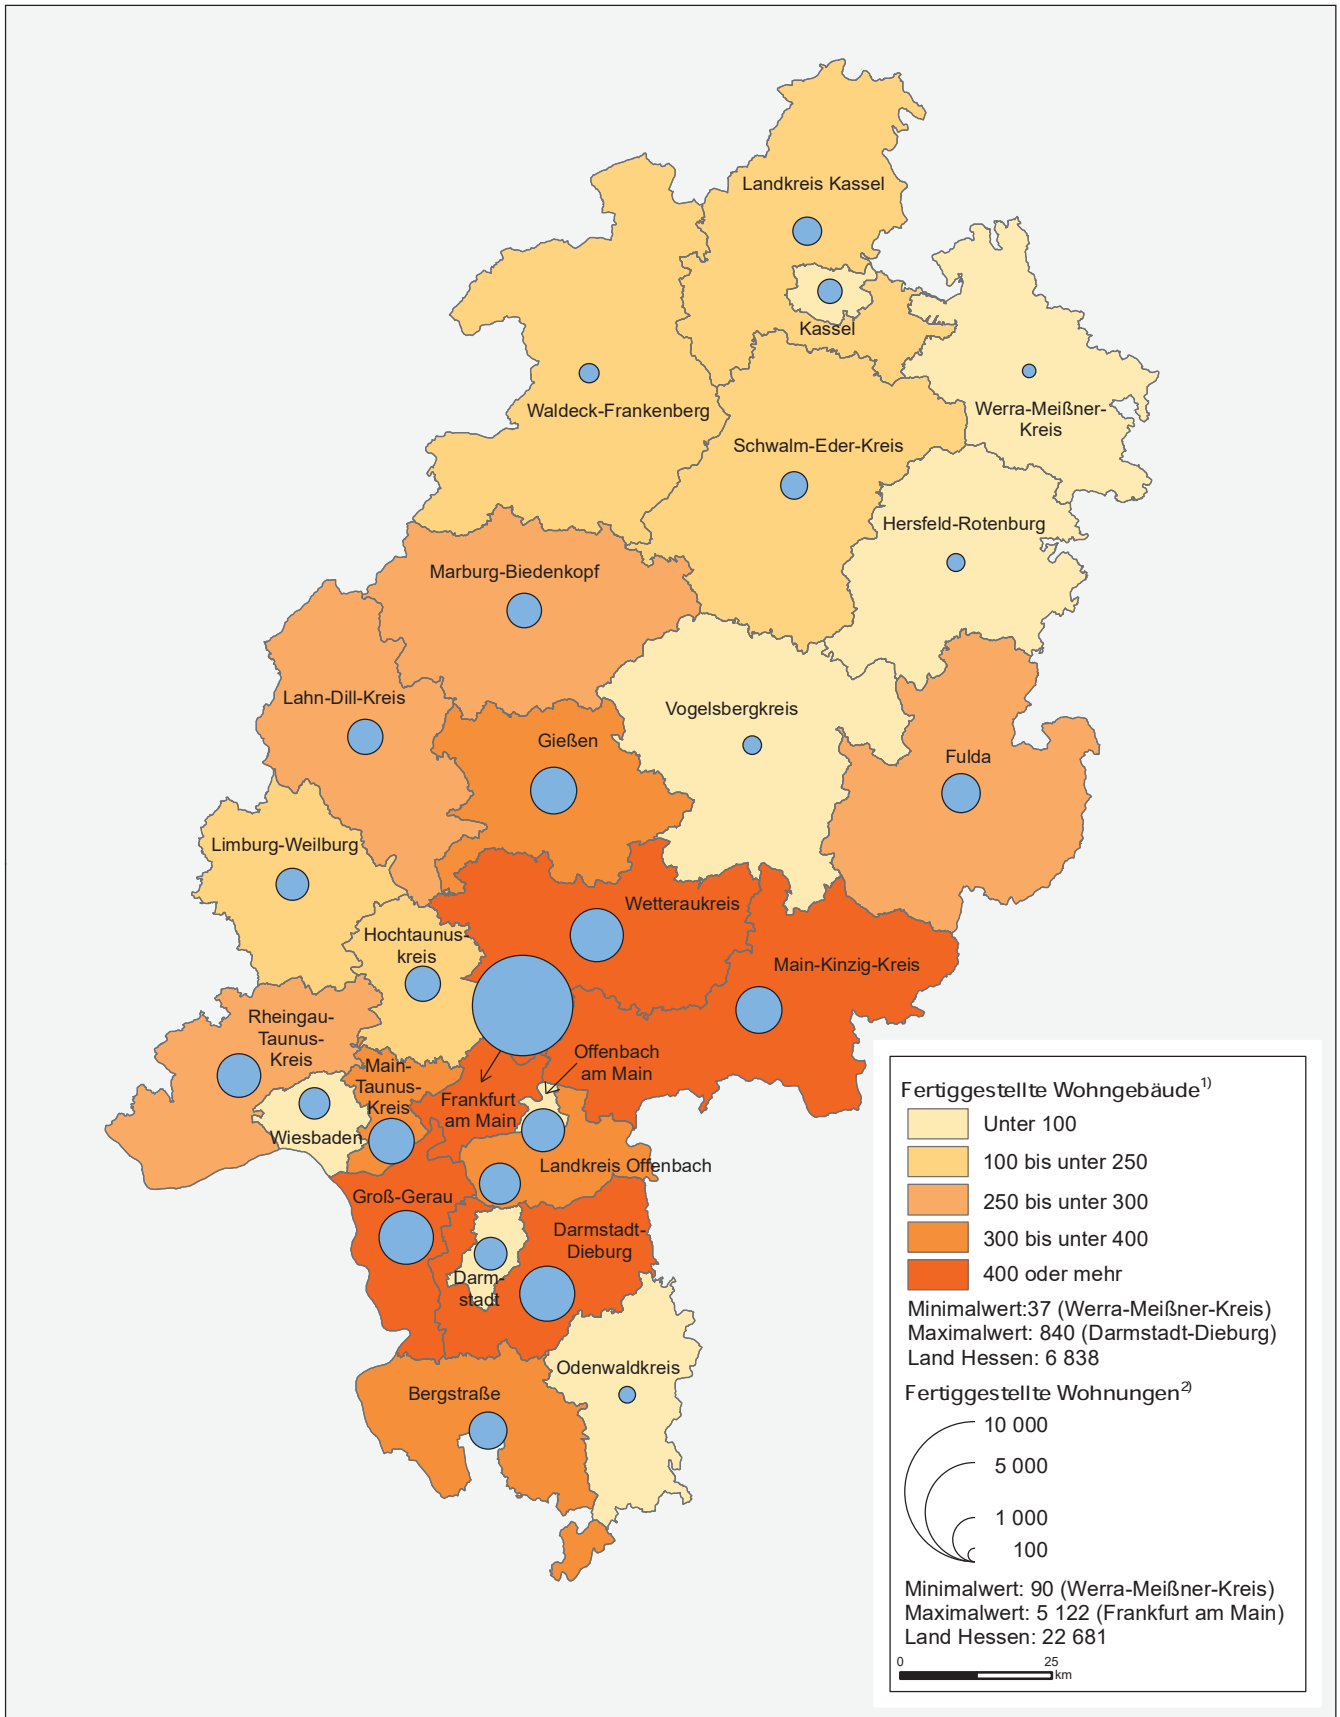 Landkreis Kassel
Kassel
Waldeck-Frankenberg
Werra-Meißner-
Kreis
Schwalm-Eder-Kreis
Hersfeld-Rotenburg
Marburg-Biedenkopf
Lahn-Dill-Kreis
Vogelsbergkreis
Gießen
Fulda
Limburg-Weilburg
Wetteraukreis
Hochtaunus-
kreis
Main-Kinzig-Kreis
Rheingau-
Taunus-
Kreis
Offenbach
am Main
Main-
Taunus-
Kreis
Frankfurt
am Main
Wiesbaden
Landkreis Offenbach
Groß-Gerau
Darmstadt-
Dieburg
Darm-
stadt
Odenwaldkreis
Bergstraße
Fertiggestellte Wohngebäude1)
Unter 100
100 bis unter 250
250 bis unter 300
300 bis unter 400
400 oder mehr
Minimalwert:37 (Werra-Meißner-Kreis)
Maximalwert: 840 (Darmstadt-Dieburg)
Land Hessen: 6 838
Fertiggestellte Wohnungen2)
10 000
5 000
1 000
100
Minimalwert: 90 (Werra-Meißner-Kreis)
Maximalwert: 5 122 (Frankfurt am Main)
Land Hessen: 22 681
0 25
km